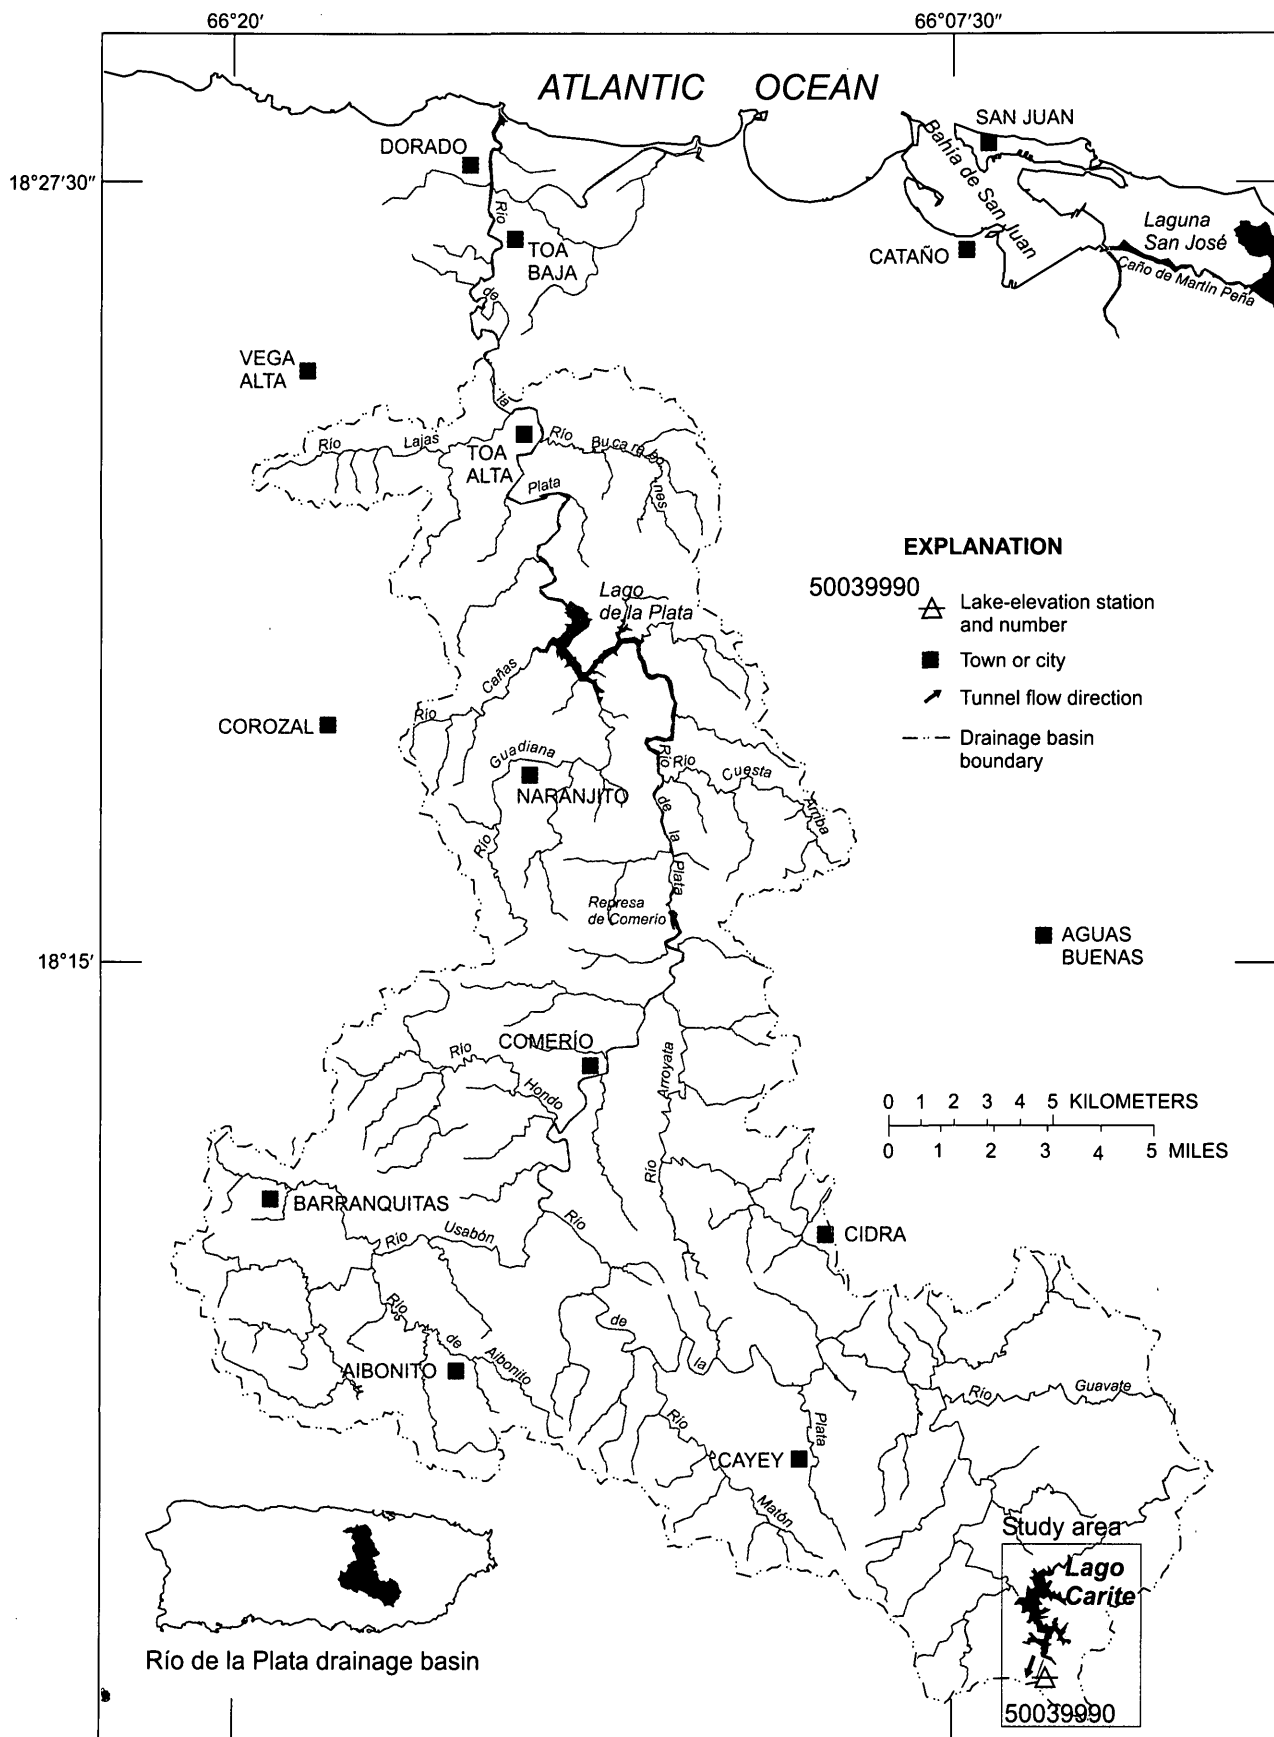 66°20′
66°07′30″
ATLANTIC OCEAN
SAN JUAN
DORADO
Bahía de San Juan
18°27′30″
Río
Laguna
San José
TOA
BAJA
CATAÑO
Caño de Martín Peña
de
VEGA
ALTA
la
Río Lajas
TOA
ALTA
Río Bucarabones
Plata
EXPLANATION
50039990
Lake-elevation station
and number
Town or city
Tunnel flow direction
Drainage basin
boundary
Lago
de la Plata
Río Cañas
COROZAL
Río Guadiana
NARANJITO
Río
de
la
Plata
Río Cuesta Arriba
Represa
de Comerio
AGUAS
BUENAS
18°15′
COMERÍO
Río Hondo
Río Arroyata
0 1 2 3 4 5 KILOMETERS
0 1 2 3 4 5 MILES
BARRANQUITAS
Río Usabón
Río
CIDRA
Río de Aibonito
de
la
AIBONITO
Río Guavate
Río Matón
Plata
CAYEY
Study area
Lago
Carite
50039990
Río de la Plata drainage basin